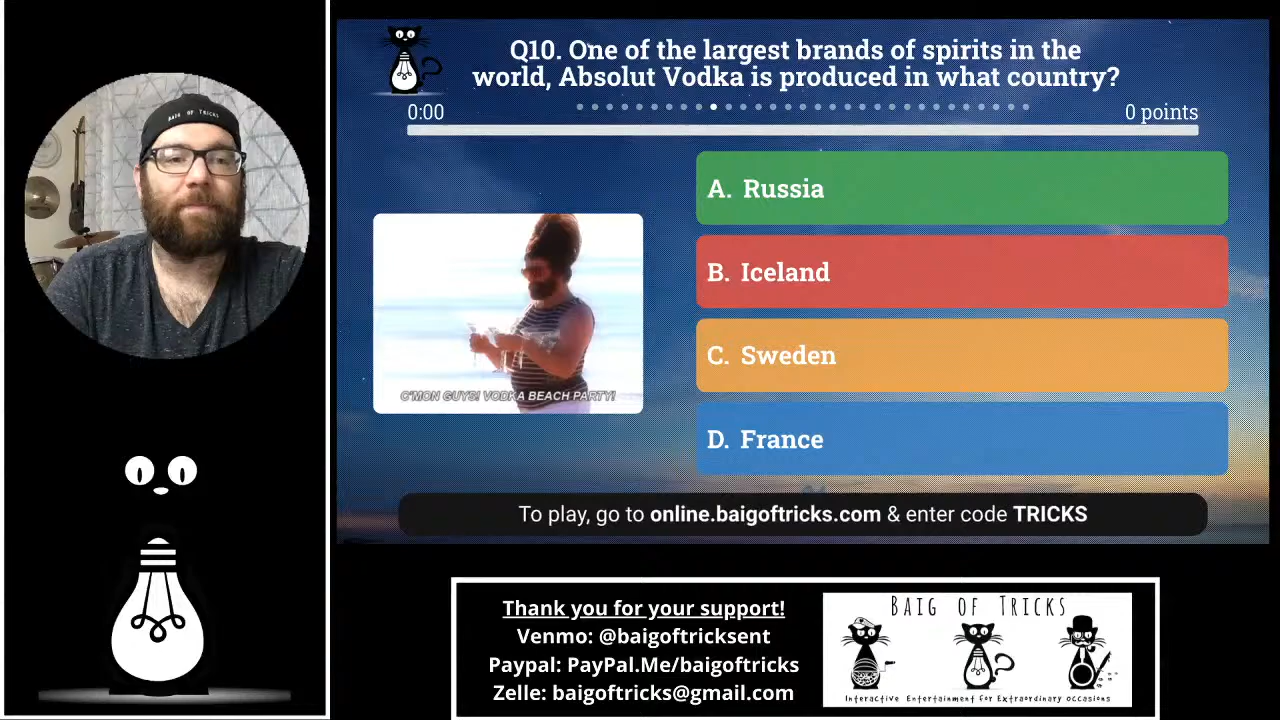 BAIG OF TRICKS
Q10. One of the largest brands of spirits in the
world, Absolut Vodka is produced in what country?
0:00
0 points
A. Russia
B. Iceland
C. Sweden
D. France
C'MON GUYS! VODKA BEACH PARTY!
To play, go to online.baigoftricks.com & enter code TRICKS
Thank you for your support!
Venmo: @baigoftricksent
Paypal: PayPal.Me/baigoftricks
Zelle: baigoftricks@gmail.com
BAIG OF TRICKS
Interactive Entertainment for Extraordinary Occasions